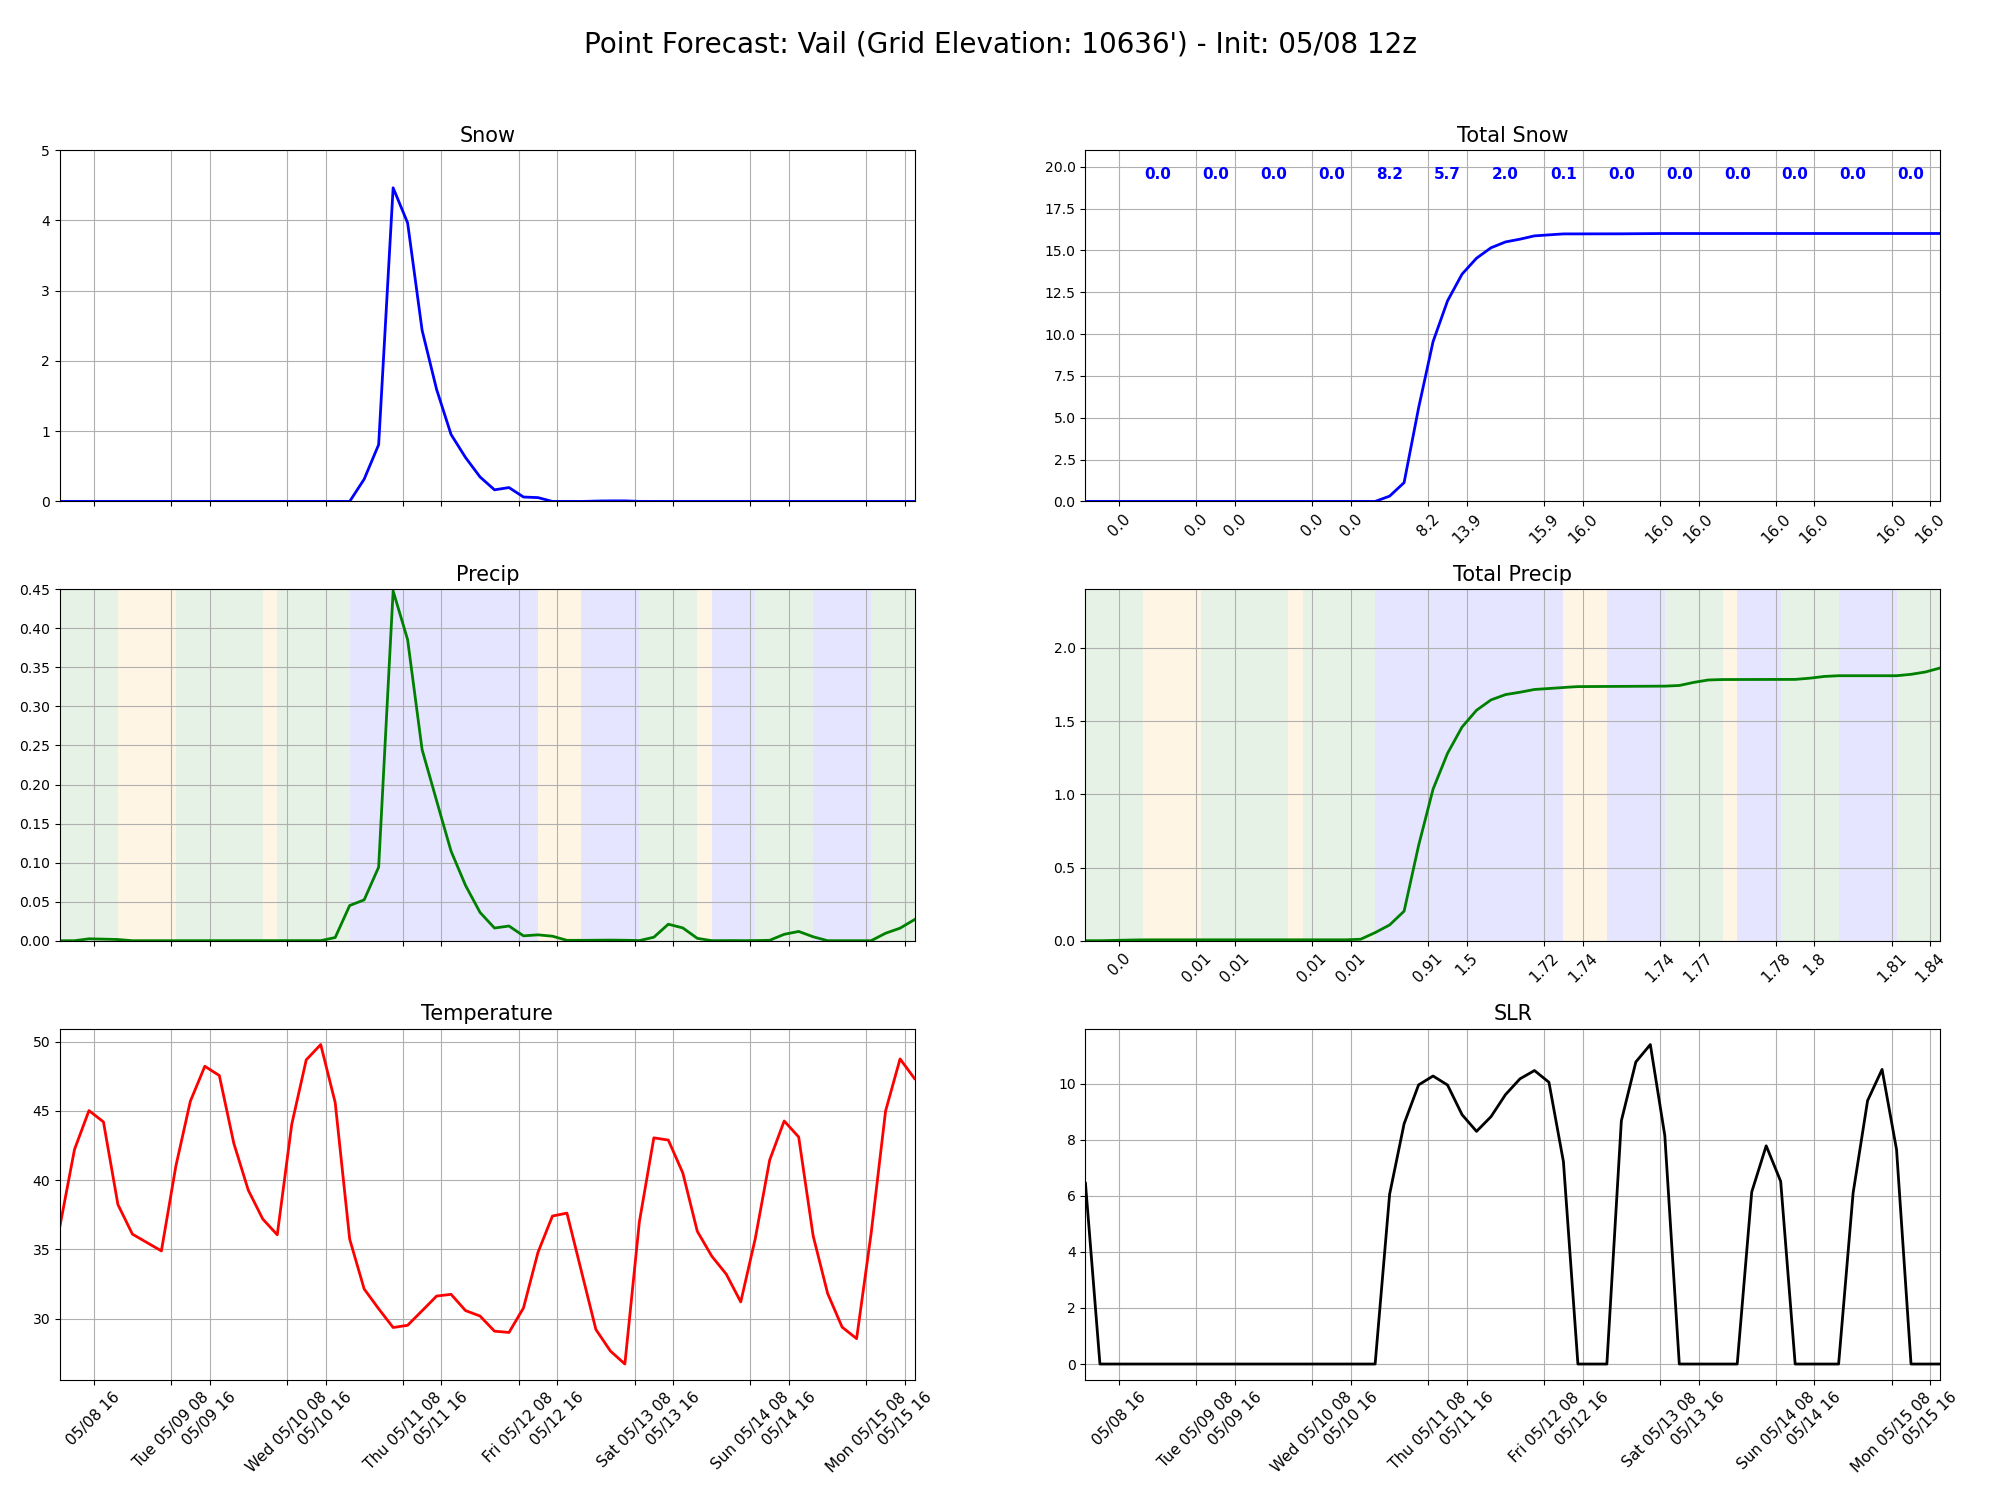 Point Forecast: Vail (Grid Elevation: 10636') - Init: 05/08 12z
Snow
5
4
3
2
1
0
Total Snow
20.0
17.5
15.0
12.5
10.0
7.5
5.0
2.5
0.0
0.0 0.0 0.0 0.0 8.2 5.7 2.0 0.1 0.0 0.0 0.0 0.0 0.0 0.0
0.0 0.0 0.0 0.0 0.0 8.2 13.9 15.9 16.0 16.0 16.0 16.0 16.0 16.0 16.0
Precip
0.45
0.40
0.35
0.30
0.25
0.20
0.15
0.10
0.05
0.00
Total Precip
2.0
1.5
1.0
0.5
0.0
0.0 0.01 0.01 0.01 0.01 0.91 1.5 1.72 1.74 1.74 1.77 1.78 1.8 1.81 1.84
Temperature
50
45
40
35
30
05/08 16
Tue 05/09 08
05/09 16
Wed 05/10 08
05/10 16
Thu 05/11 08
05/11 16
Fri 05/12 08
05/12 16
Sat 05/13 08
05/13 16
Sun 05/14 08
05/14 16
Mon 05/15 08
05/15 16
SLR
10
8
6
4
2
0
05/08 16
Tue 05/09 08
05/09 16
Wed 05/10 08
05/10 16
Thu 05/11 08
05/11 16
Fri 05/12 08
05/12 16
Sat 05/13 08
05/13 16
Sun 05/14 08
05/14 16
Mon 05/15 08
05/15 16